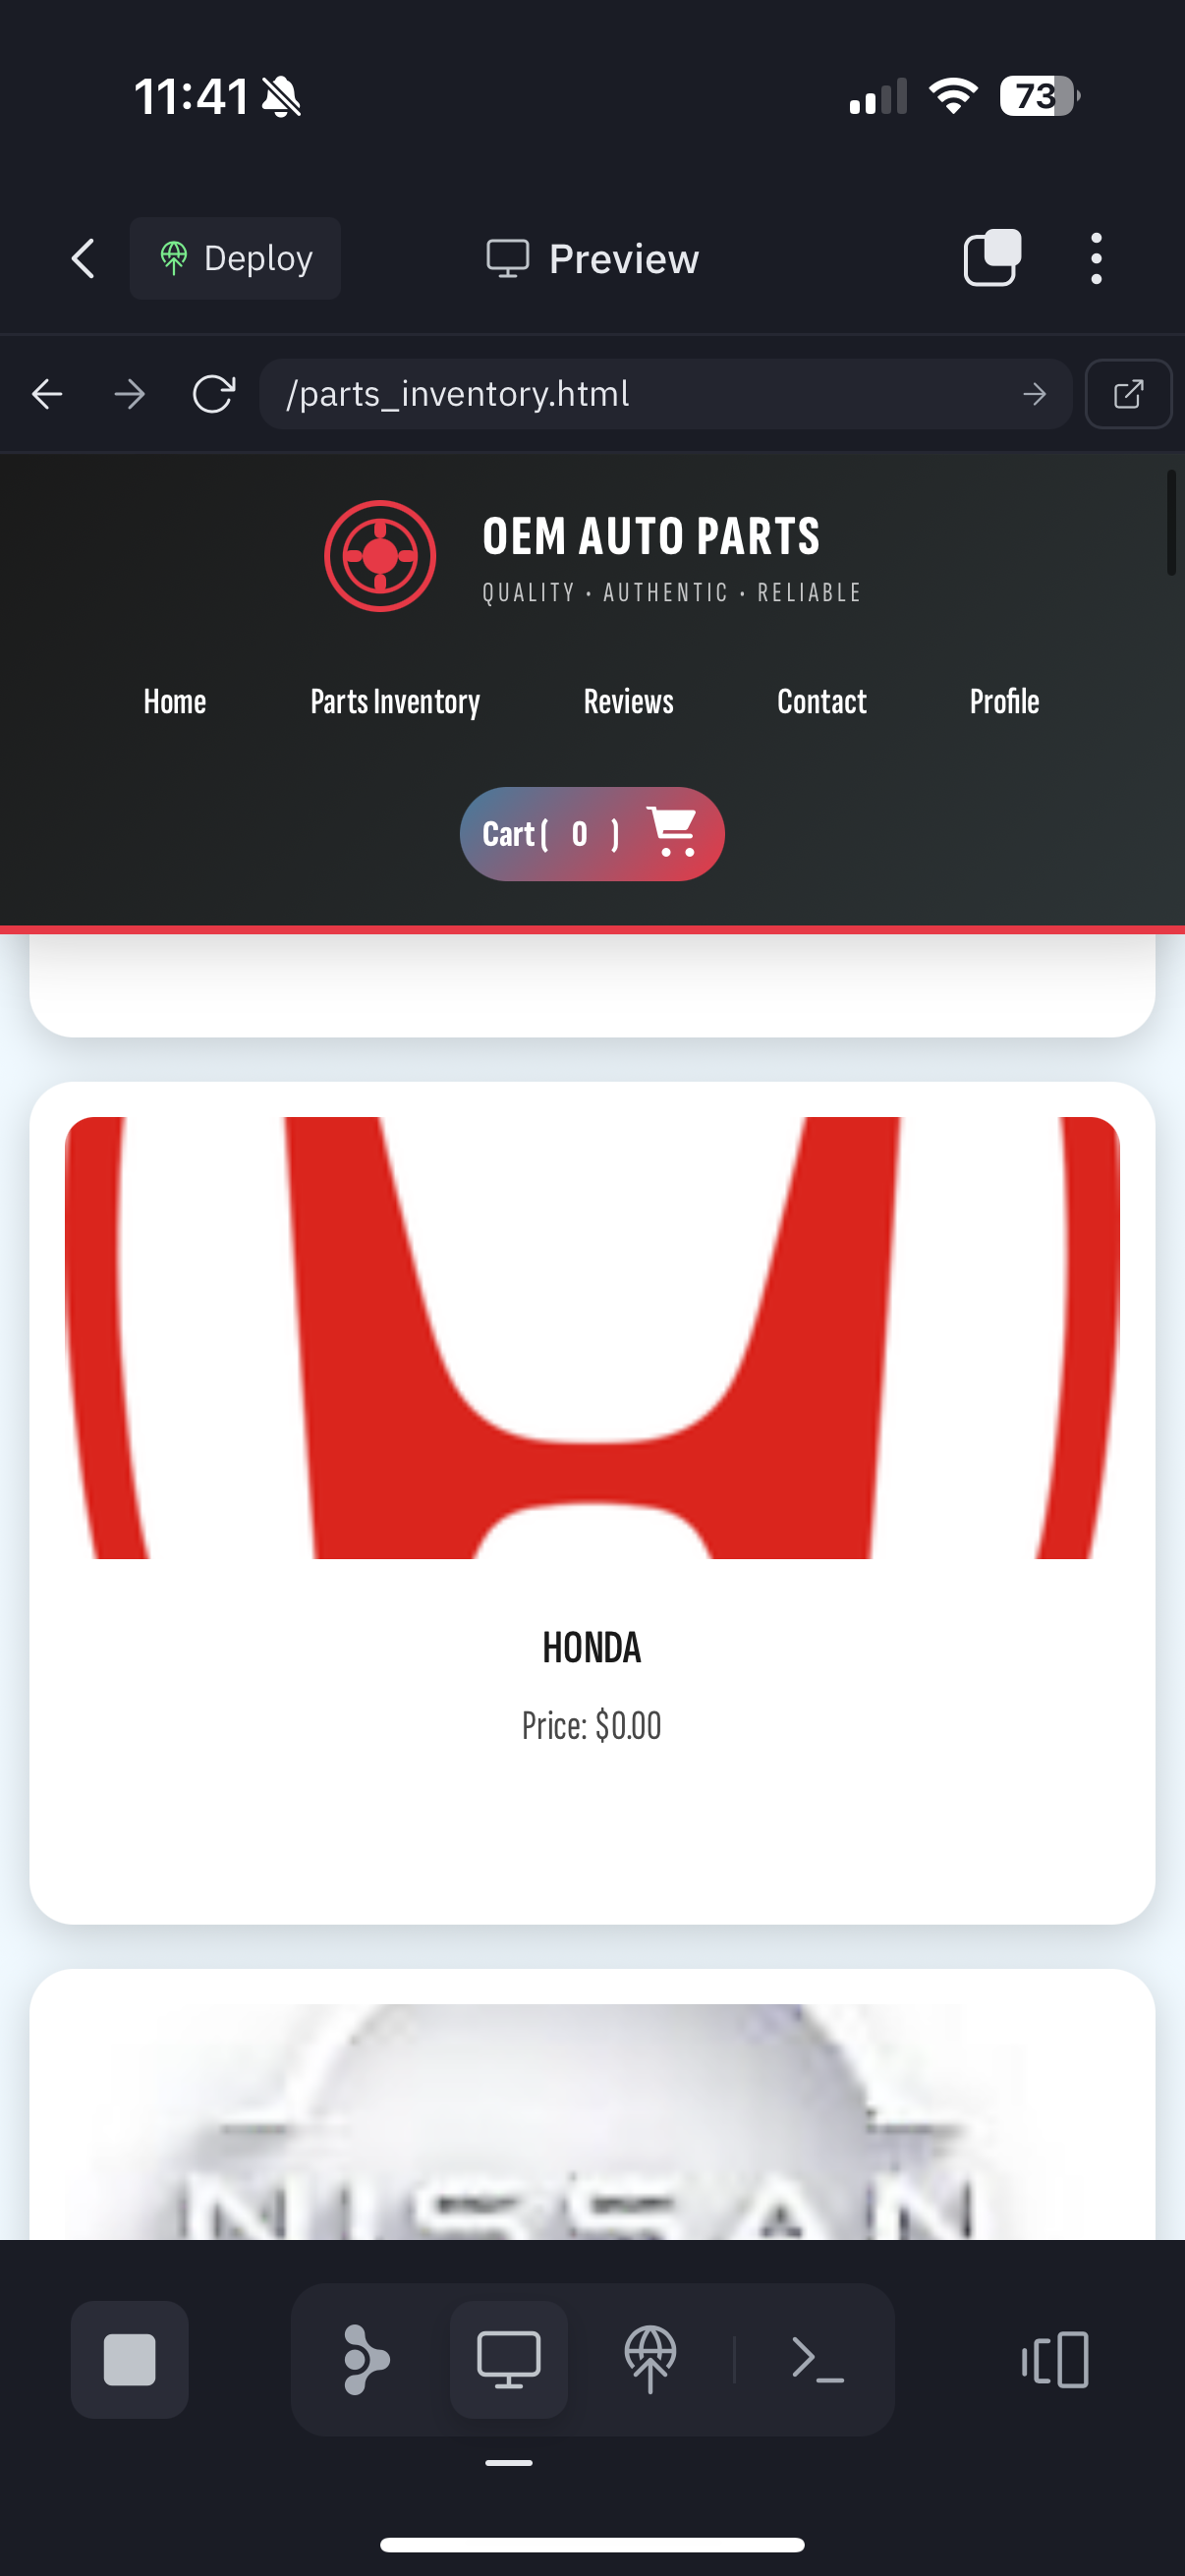 11:41
73
Deploy
Preview
/parts_inventory.html
OEM AUTO PARTS
QUALITY · AUTHENTIC · RELIABLE
Home Parts Inventory Reviews Contact Profile
Cart ( 0 )
HONDA
Price: $0.00
NISSAN